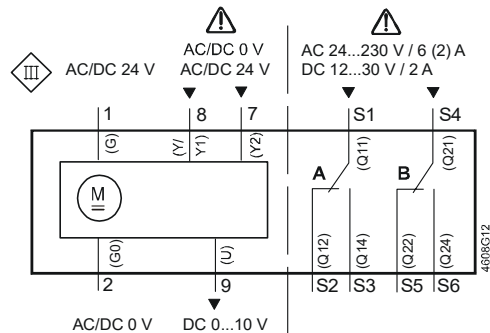 AC/DC 0 V
AC 24...230 V / 6 (2) A
III
AC/DC 24 V
AC/DC 24 V
DC 12...30 V / 2 A
1
8
7
S1
S4
(G)
(Y/
Y1)
(Y2)
(Q11)
(Q21)
A
B
M
(G0)
(U)
(Q12)
(Q14)
(Q22)
(Q24)
4608G12
2
9
S2
S3
S5
S6
AC/DC 0 V
DC 0...10 V